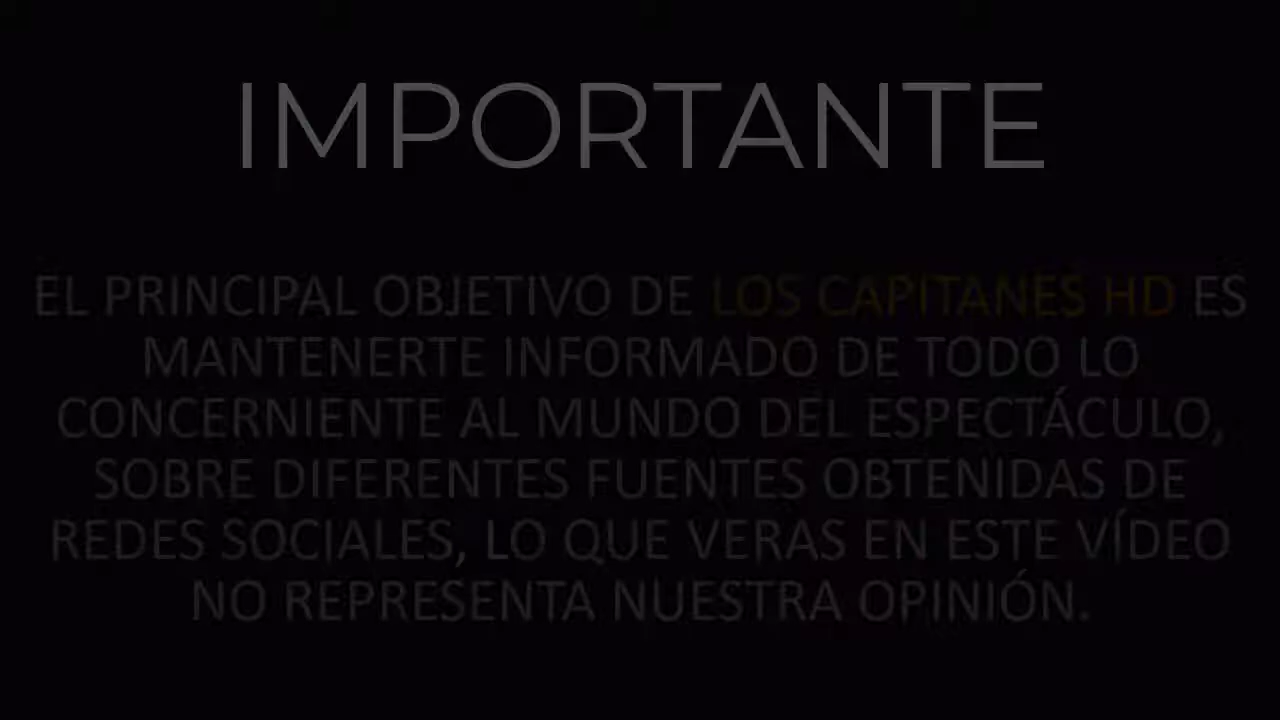 IMPORTANTE
EL PRINCIPAL OBJETIVO DE LOS CAPITANES HD ES
MANTENERTE INFORMADO DE TODO LO
CONCERNIENTE AL MUNDO DEL ESPECTÁCULO,
SOBRE DIFERENTES FUENTES OBTENIDAS DE
REDES SOCIALES, LO QUE VERAS EN ESTE VÍDEO
NO REPRESENTA NUESTRA OPINIÓN.